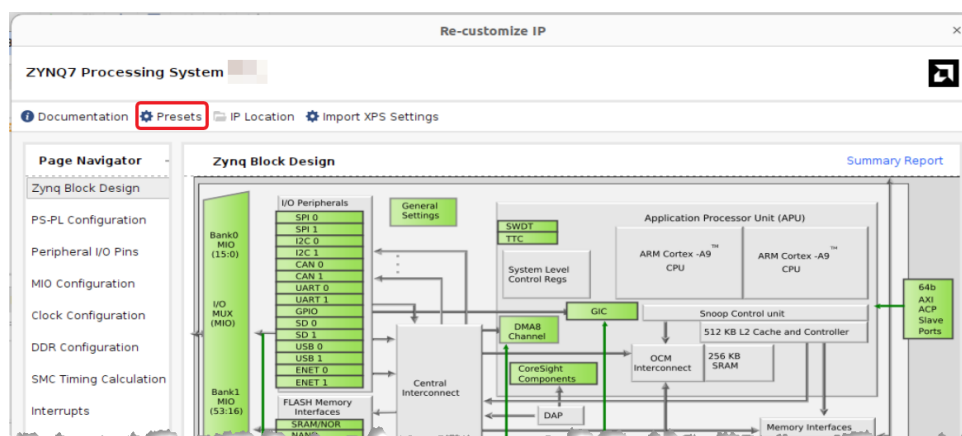 Re-customize IP
×
ZYNQ7 Processing System
Documentation Presets IP Location Import XPS Settings
Page Navigator -
Zynq Block Design
PS-PL Configuration
Peripheral I/O Pins
MIO Configuration
Clock Configuration
DDR Configuration
SMC Timing Calculation
Interrupts
Zynq Block Design
Summary Report
Bank0
MIO
(15:0)
I/O
MUX
(MIO)
Bank1
MIO
(53:16)
I/O Peripherals
SPI 0
SPI 1
I2C 0
I2C 1
CAN 0
CAN 1
UART 0
UART 1
GPIO
SD 0
SD 1
USB 0
USB 1
ENET 0
ENET 1
FLASH Memory
Interfaces
SRAM/NOR
NAND
General
Settings
Central
Interconnect
SWDT
TTC
System Level
Control Regs
DMA8
Channel
CoreSight
Components
DAP
GIC
Application Processor Unit (APU)
ARM Cortex -A9 ™
CPU
ARM Cortex -A9 ™
CPU
Snoop Control unit
512 KB L2 Cache and Controller
OCM
Interconnect
256 KB
SRAM
Memory Interfaces
64b
AXI
ACP
Slave
Ports